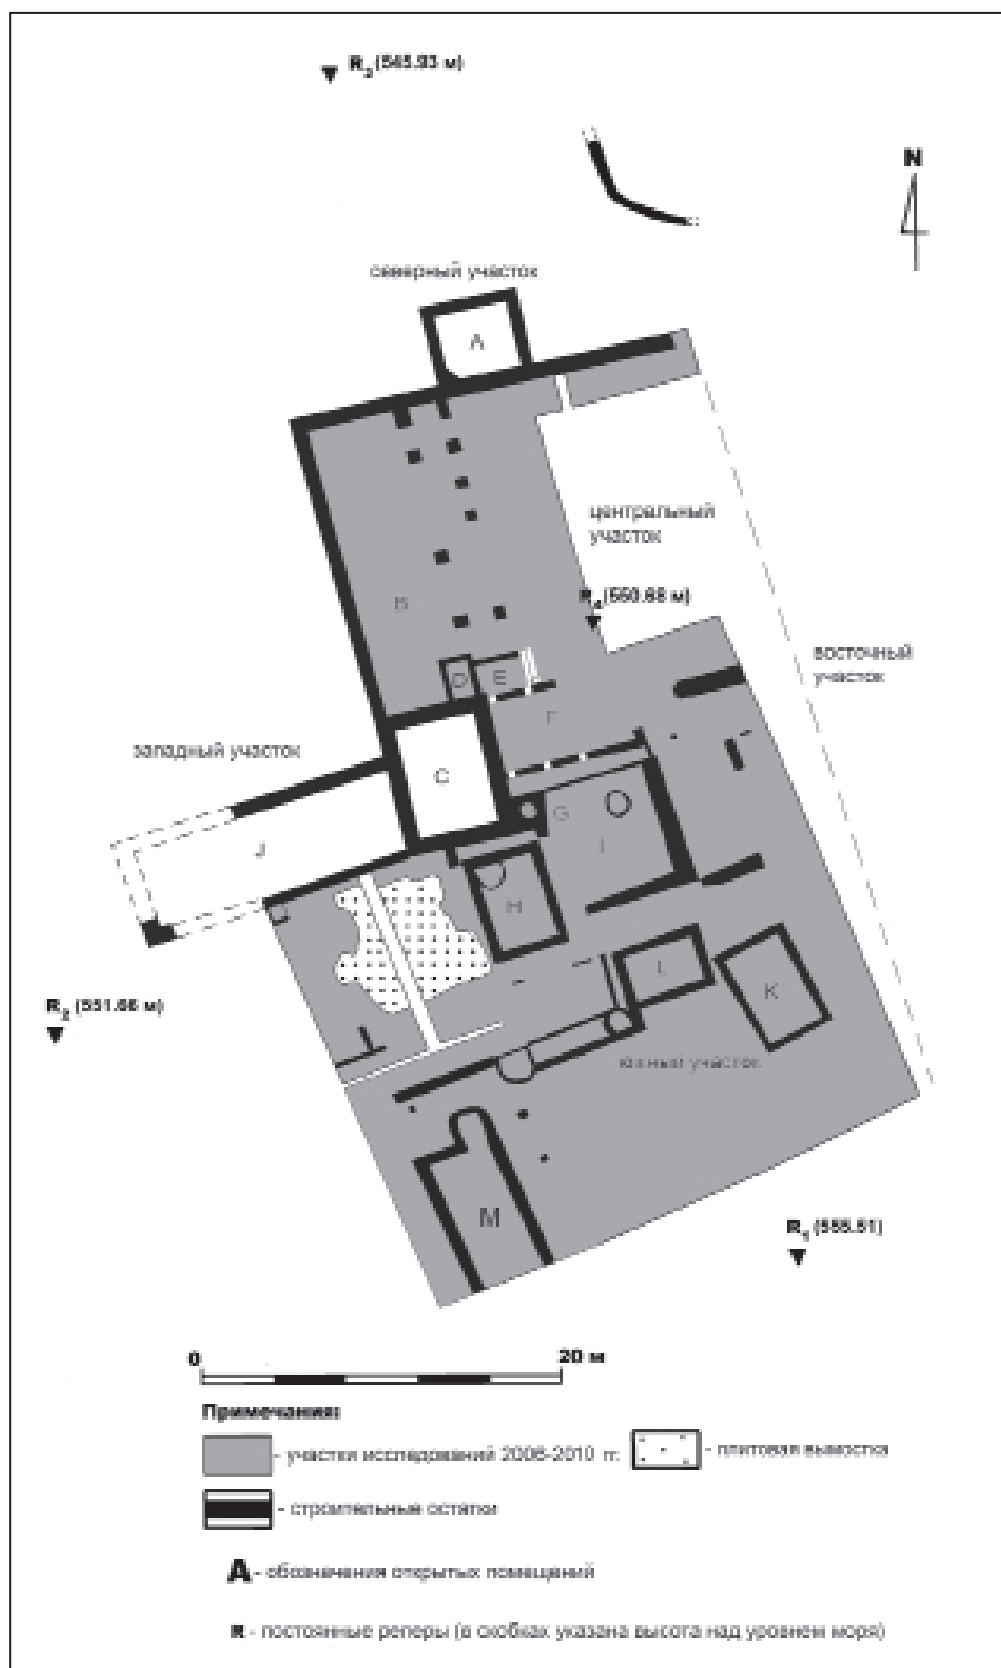 R3 (545.93 м)
N
северный участок
A
центральный
участок
B
R4 (550.68 м)
восточный
участок
D
E
F
западный участок
C
G
J
I
H
L
K
R2 (551.66 м)
южный участок
M
R1 (555.51)
0
20 м
Примечания:
- участки исследований 2006-2010 гг.
- плитовая вымостка
- строительные остатки
A - обозначения открытых помещений
R - постоянные реперы (в скобках указана высота над уровнем моря)